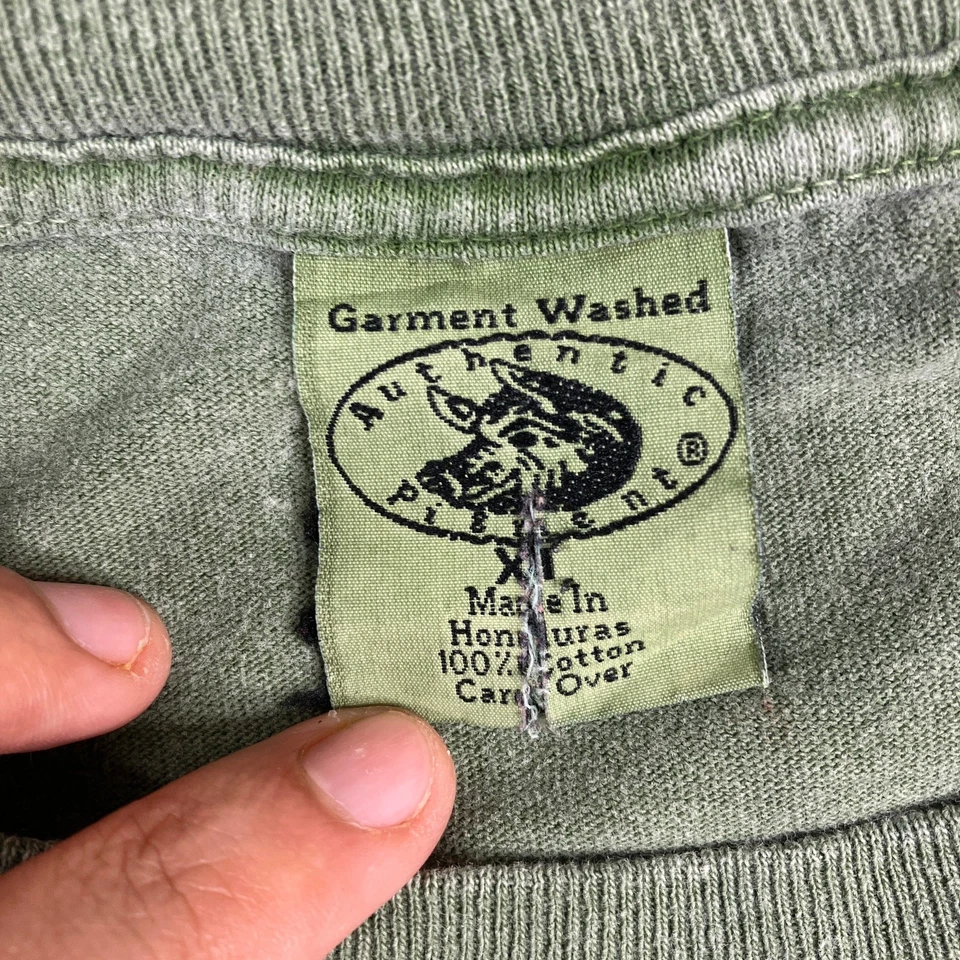 Garment Washed
Authentic
Pigment®
XL
Made In
Honduras
100% Cotton
Care Over